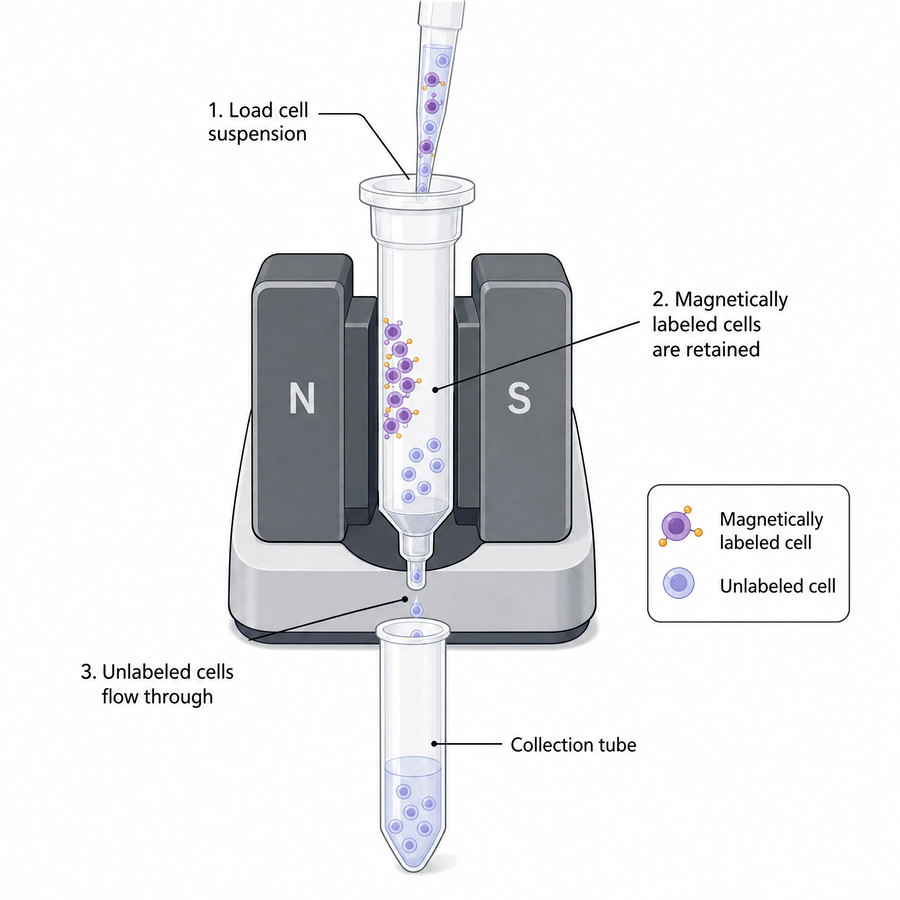 1. Load cell
suspension
N
S
2. Magnetically
labeled cells
are retained
Magnetically
labeled cell
Unlabeled cell
3. Unlabeled cells
flow through
Collection tube